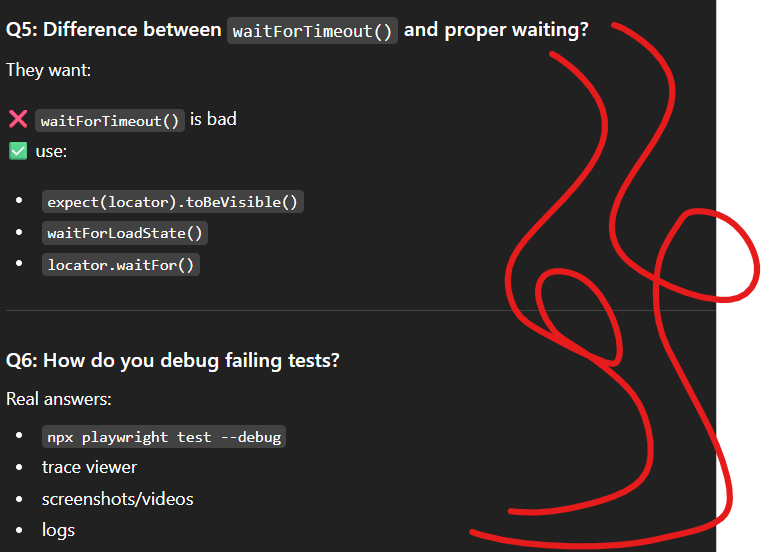 Q5: Difference between waitForTimeout() and proper waiting?
They want:
❌ waitForTimeout() is bad
✅ use:
• expect(locator).toBeVisible()
• waitForLoadState()
• locator.waitFor()
Q6: How do you debug failing tests?
Real answers:
• npx playwright test --debug
• trace viewer
• screenshots/videos
• logs